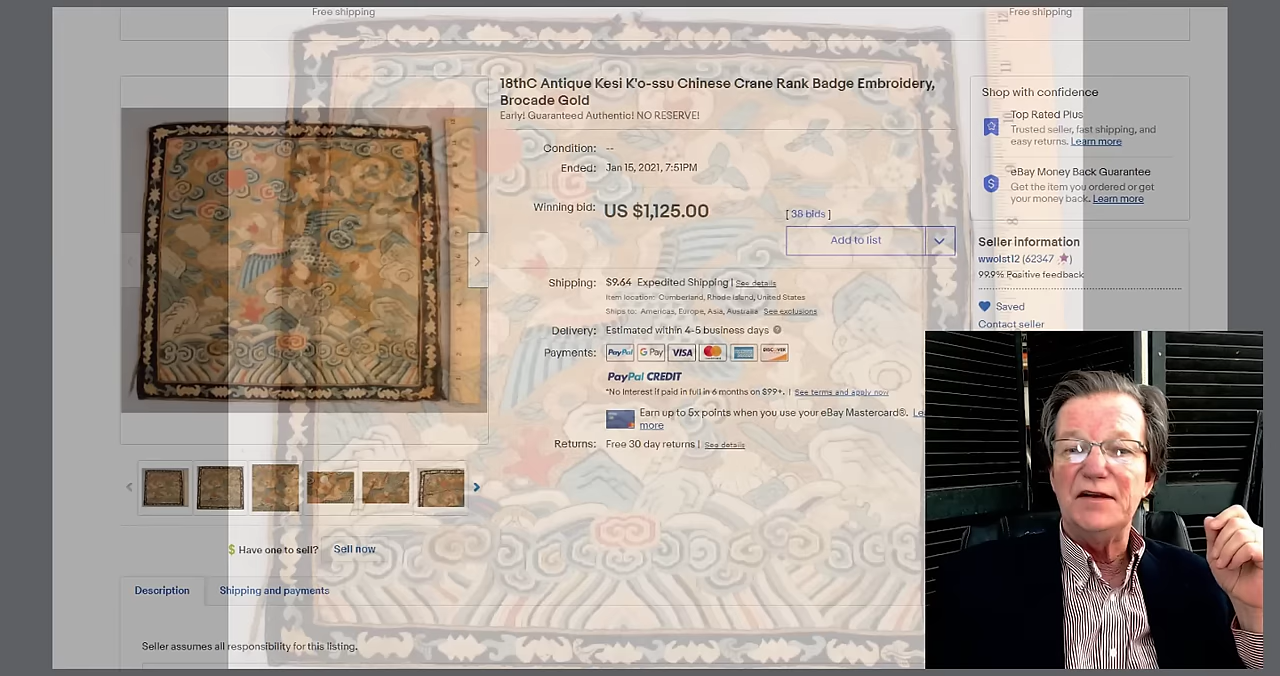 Free shipping
Free shipping
18thC Antique Kesi K'o-ssu Chinese Crane Rank Badge Embroidery,
Brocade Gold
Early! Guaranteed Authentic! NO RESERVE!
Condition: --
Ended: Jan 15, 2021, 7:51PM
Winning bid: US $1,125.00
[ 38 bids ]
Add to list
Shipping: $9.64 Expedited Shipping | See details
Item location: Cumberland, Rhode Island, United States
Ships to: Americas, Europe, Asia, Australia See exclusions
Delivery: Estimated within 4-5 business days
Payments: PayPal G Pay VISA
DISCOVER
PayPal CREDIT
*No Interest if paid in full in 6 months on $99+. | See terms and apply now
Earn up to 5x points when you use your eBay Mastercard®.
more
Returns: Free 30 day returns | See details
Shop with confidence
Top Rated Plus
Trusted seller, fast shipping, and
easy returns. Learn more
eBay Money Back Guarantee
Get the item you ordered or get
your money back. Learn more
Seller information
wwolst12 (62347 )
99.9% Positive feedback
Saved
Contact seller
$ Have one to sell? Sell now
Description
Shipping and payments
Seller assumes all responsibility for this listing.